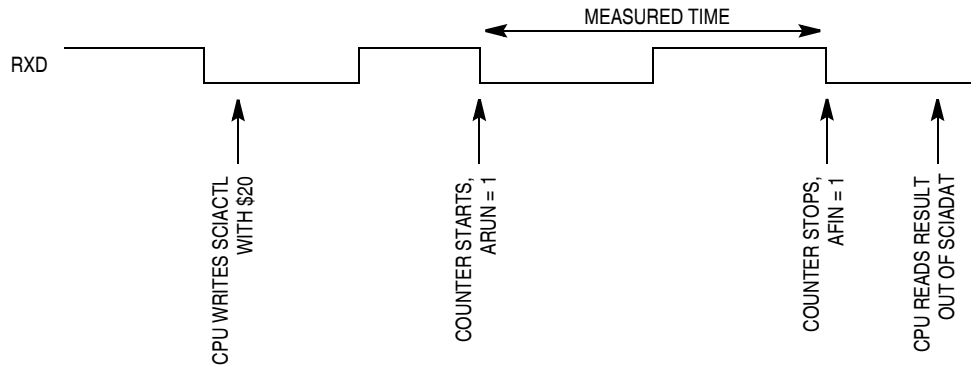 MEASURED TIME
RXD
CPU WRITES SCIACTL
WITH $20
COUNTER STARTS,
ARUN = 1
COUNTER STOPS,
AFIN = 1
CPU READS RESULT
OUT OF SCIADAT